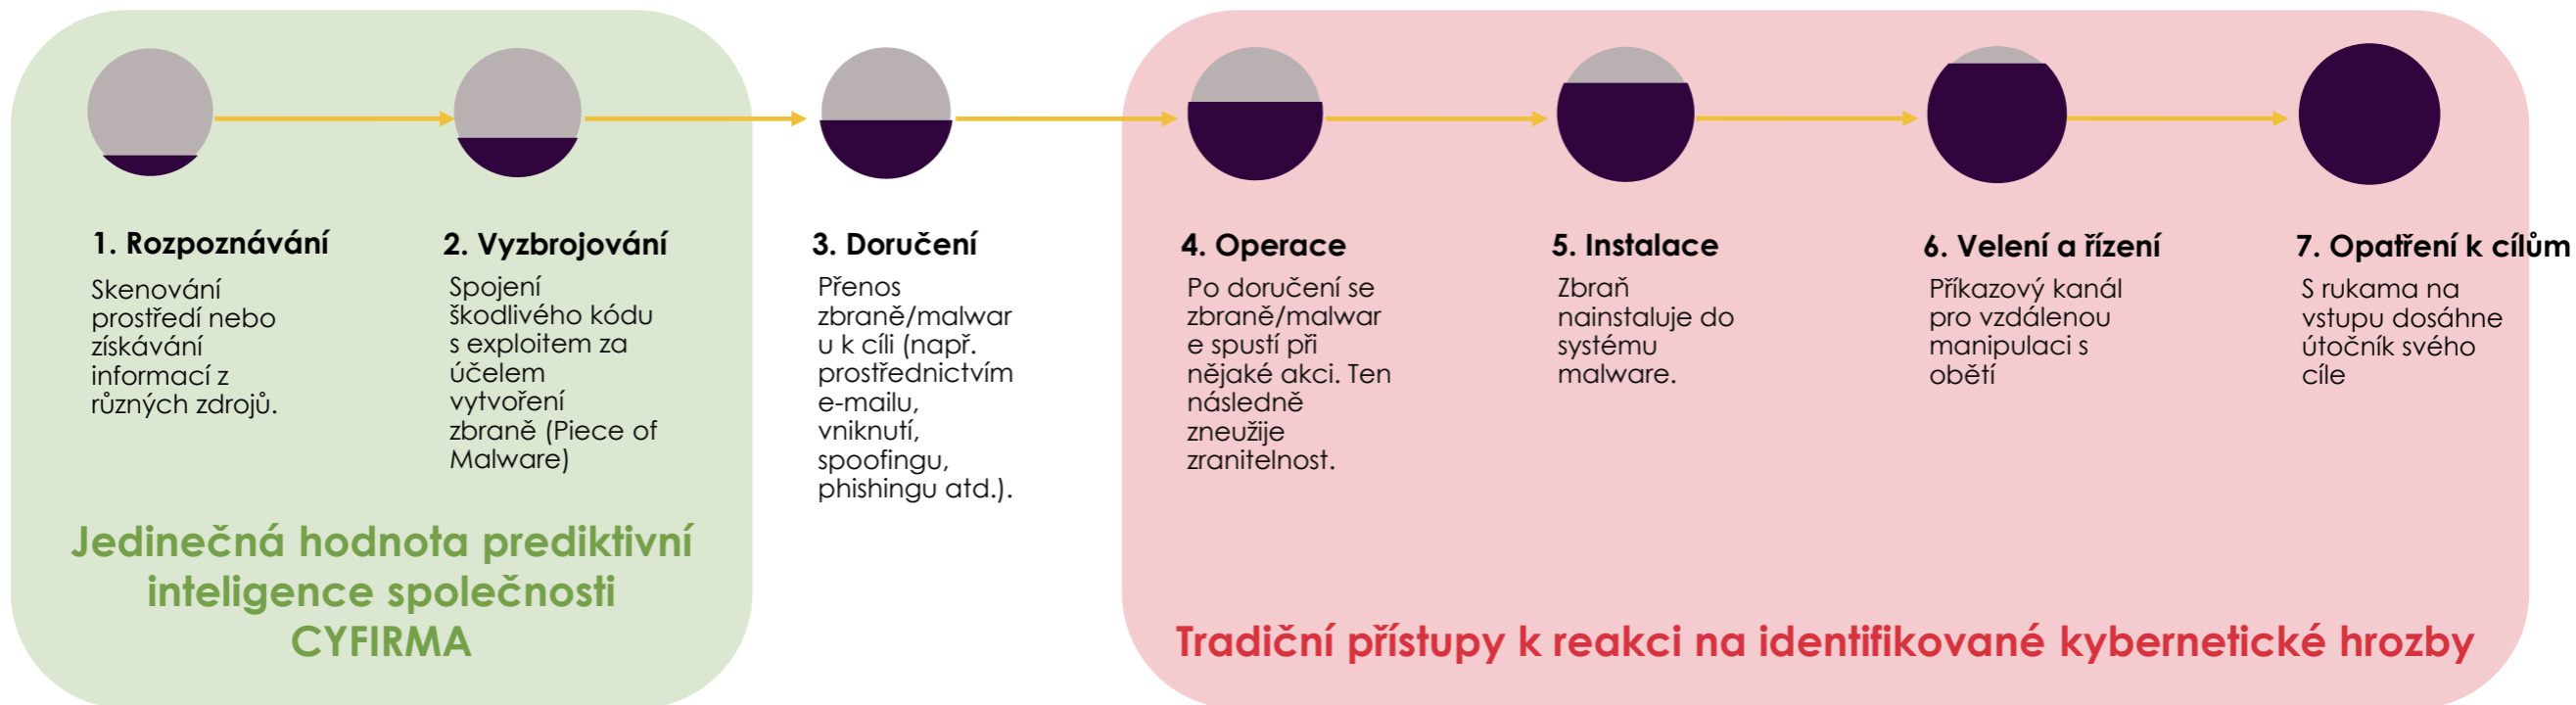 1. Rozpoznávání
Skenování
prostředí nebo
získávání
informací z
různých zdrojů.
2. Vyzbrojování
Spojení
škodlivého kódu
s exploitem za
účelem
vytvoření
zbraně (Piece of
Malware)
Jedinečná hodnota prediktivní
inteligence společnosti
CYFIRMA
3. Doručení
Přenos
zbraně/malwar
u k cíli (např.
prostřednictvím
e-mailu,
vniknutí,
spoofingu,
phishingu atd.).
4. Operace
Po doručení se
zbraně/malwar
e spustí při
nějaké akci. Ten
následně
zneužije
zranitelnost.
5. Instalace
Zbraň
nainstaluje do
systému
malware.
6. Velení a řízení
Příkazový kanál
pro vzdálenou
manipulaci s
obětí
7. Opatření k cílům
S rukama na
vstupu dosáhne
útočník svého
cíle
Tradiční přístupy k reakci na identifikované kybernetické hrozby